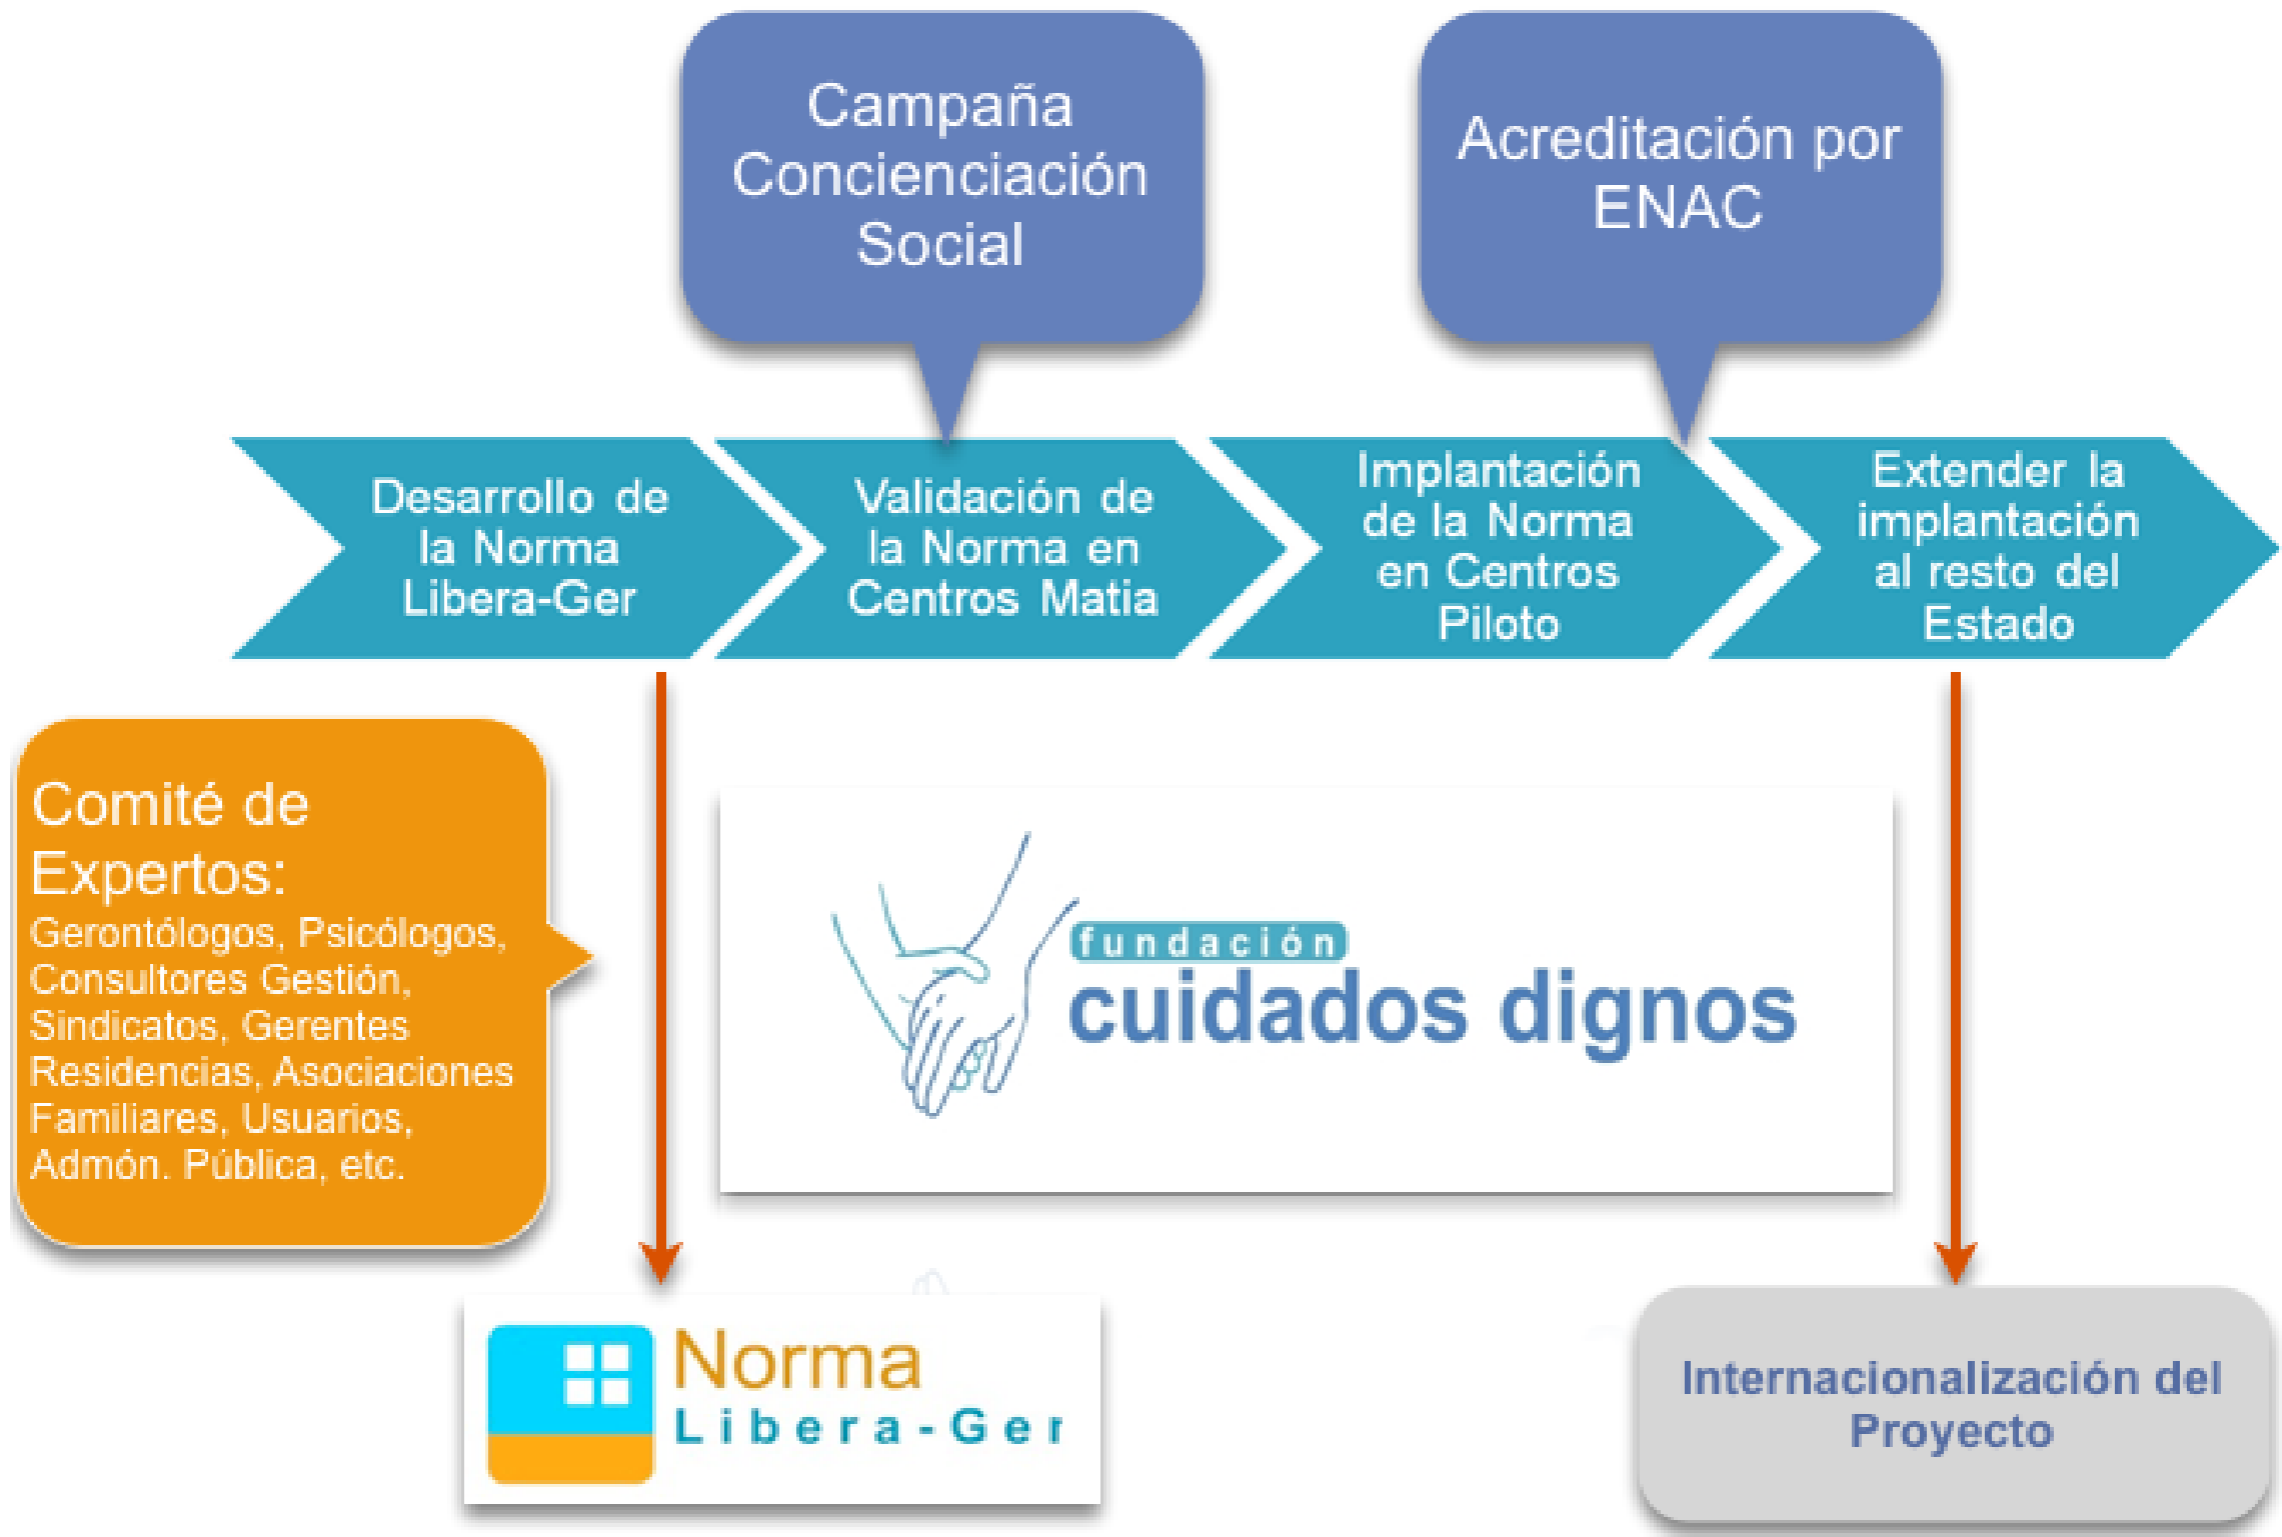 Campaña
Concienciación
Social
Acreditación por
ENAC
Desarrollo de
la Norma
Libera-Ger
Validación de
la Norma en
Centros Matia
Implantación
de la Norma
en Centros
Piloto
Extender la
implantación
al resto del
Estado
Comité de
Expertos:
Gerontólogos, Psicólogos,
Consultores Gestión,
Sindicatos, Gerentes
Residencias, Asociaciones
Familiares, Usuarios,
Admón. Pública, etc.
fundación
cuidados dignos
Norma
Libera-Ger
Internacionalización del
Proyecto